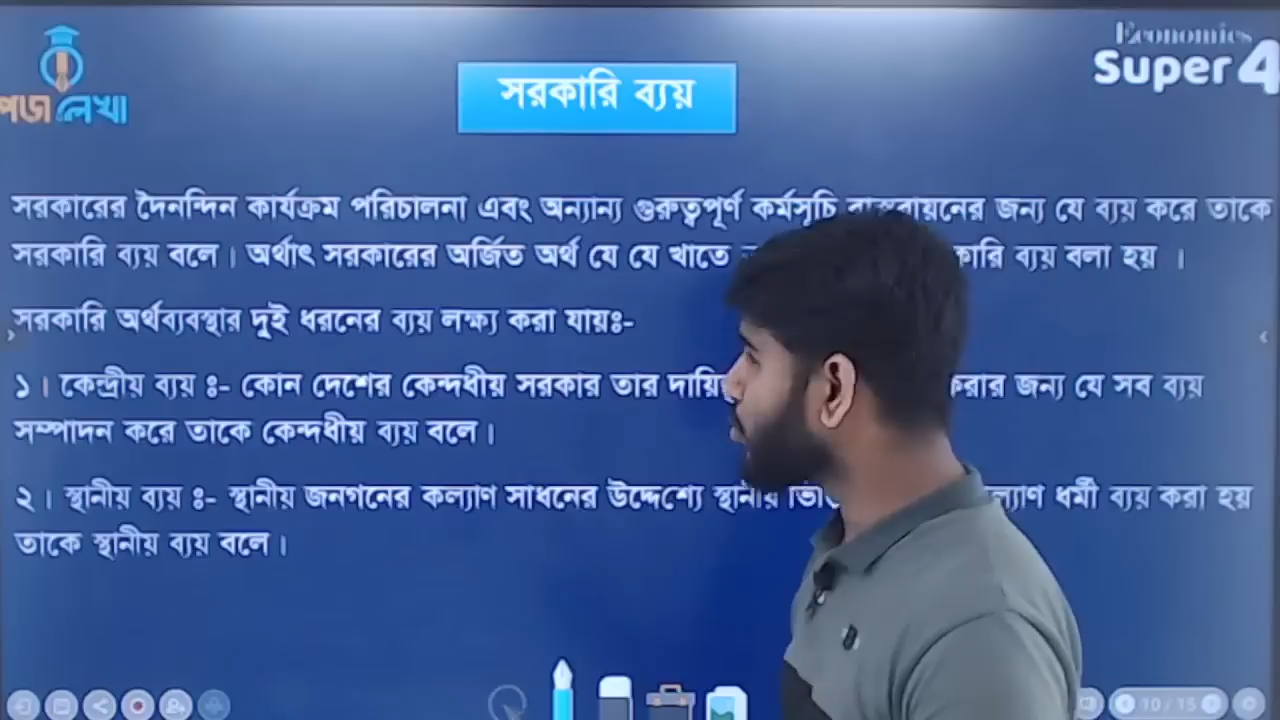 Economics
Super 4
লেখা
সরকারি ব্যয়
সরকারের দৈনন্দিন কার্যক্রম পরিচালনা এবং অন্যান্য গুরুত্বপূর্ণ কর্মসূচি বাস্তবায়নের জন্য যে ব্যয় করে তাকে
সরকারি ব্যয় বলে। অর্থাৎ সরকারের অর্জিত অর্থ যে যে খাতে ব্যয় বলা হয় ।
সরকারি অর্থব্যবস্থার দুই ধরনের ব্যয় লক্ষ্য করা যায়ঃ-
১। কেন্দ্রীয় ব্যয় ঃ- কোন দেশের কেন্দধীয় সরকার তার করার জন্য যে সব ব্যয়
সম্পাদন করে তাকে কেন্দধীয় ব্যয় বলে।
২। স্থানীয় ব্যয় ঃ- স্থানীয় জনগনের কল্যাণ সাধনের উদ্দেশ্যে স্থানীয় ধর্মী ব্যয় করা হয়
তাকে স্থানীয় ব্যয় বলে।
10 / 15